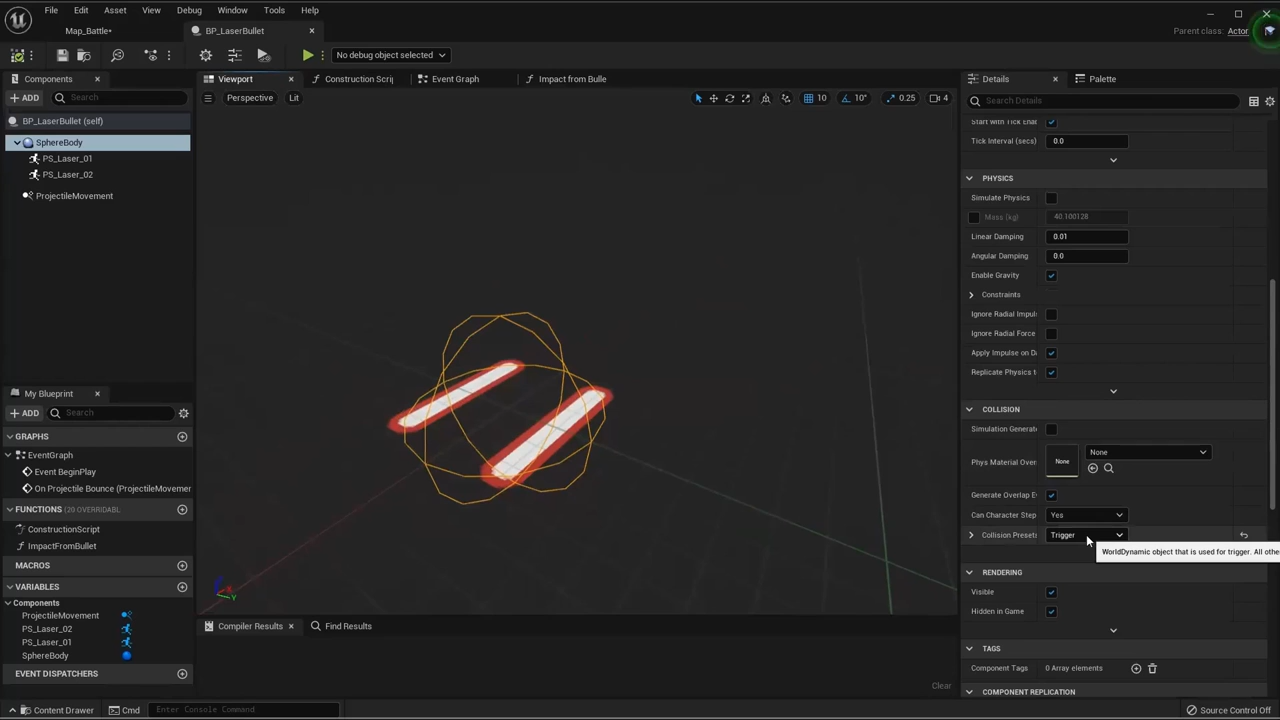 File Edit Asset View Debug Window Tools Help
Map_Battle* BP_LaserBullet Parent class: Actor
No debug object selected
Components
ADD Search
BP_LaserBullet (self)
SphereBody
PS_Laser_01
PS_Laser_02
ProjectileMovement
My Blueprint
ADD Search
GRAPHS
EventGraph
Event BeginPlay
On Projectile Bounce (ProjectileMovemer
FUNCTIONS (20 OVERRIDABL
ConstructionScript
ImpactFromBullet
MACROS
VARIABLES
Components
ProjectileMovement
PS_Laser_02
PS_Laser_01
SphereBody
EVENT DISPATCHERS
Viewport Construction Scrip Event Graph Impact from Bulle
Perspective Lit 10 10° 0.25 4
Compiler Results Find Results
Clear
Details Palette
Search Details
Start with Tick Enat
Tick Interval (secs) 0.0
PHYSICS
Simulate Physics
Mass (kg) 40.100128
Linear Damping 0.01
Angular Damping 0.0
Enable Gravity
Constraints
Ignore Radial Impul
Ignore Radial Force
Apply Impulse on Da
Replicate Physics t
COLLISION
Simulation Generate
Phys Material Over None None
Generate Overlap E
Can Character Step Yes
Collision Presets Trigger
WorldDynamic object that is used for trigger. All othe
RENDERING
Visible
Hidden in Game
TAGS
Component Tags 0 Array elements
COMPONENT REPLICATION
Content Drawer Cmd Enter Console Command Source Control Off